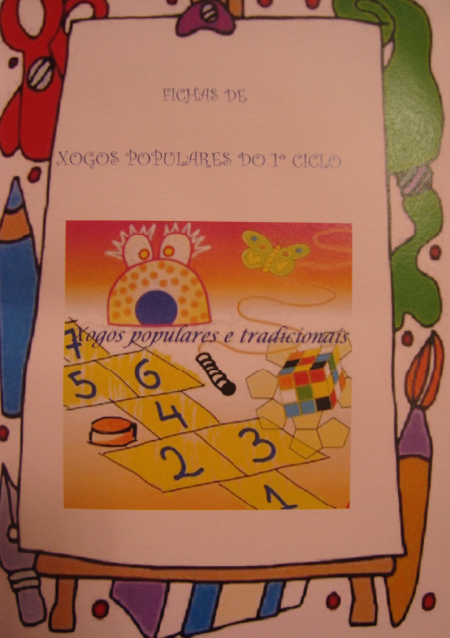 FICHAS DE
XOGOS POPULARES DO 1º CICLO
Xogos populares e tradicionais
7
5 6
4
2 3
1